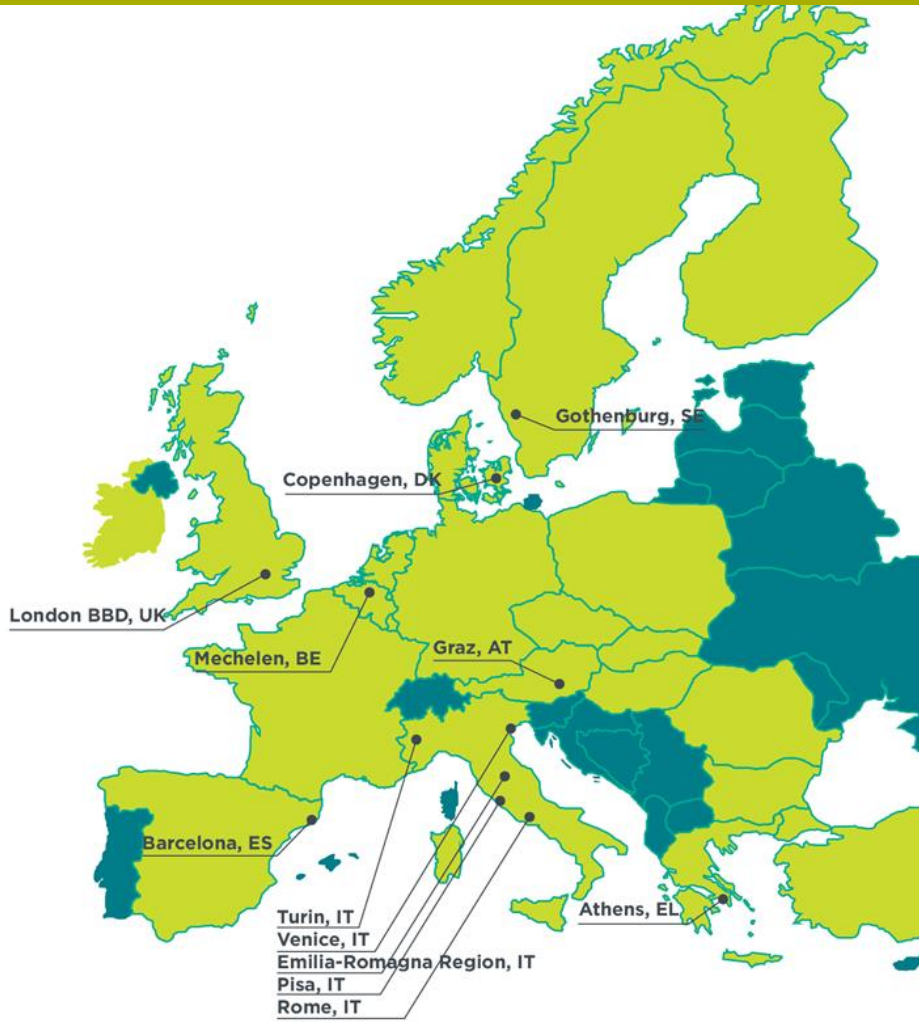 Gothenburg, SE
Copenhagen, DK
London BBD, UK
Mechelen, BE
Graz, AT
Barcelona, ES
Turin, IT
Venice, IT
Emilia-Romagna Region, IT
Pisa, IT
Rome, IT
Athens, EL